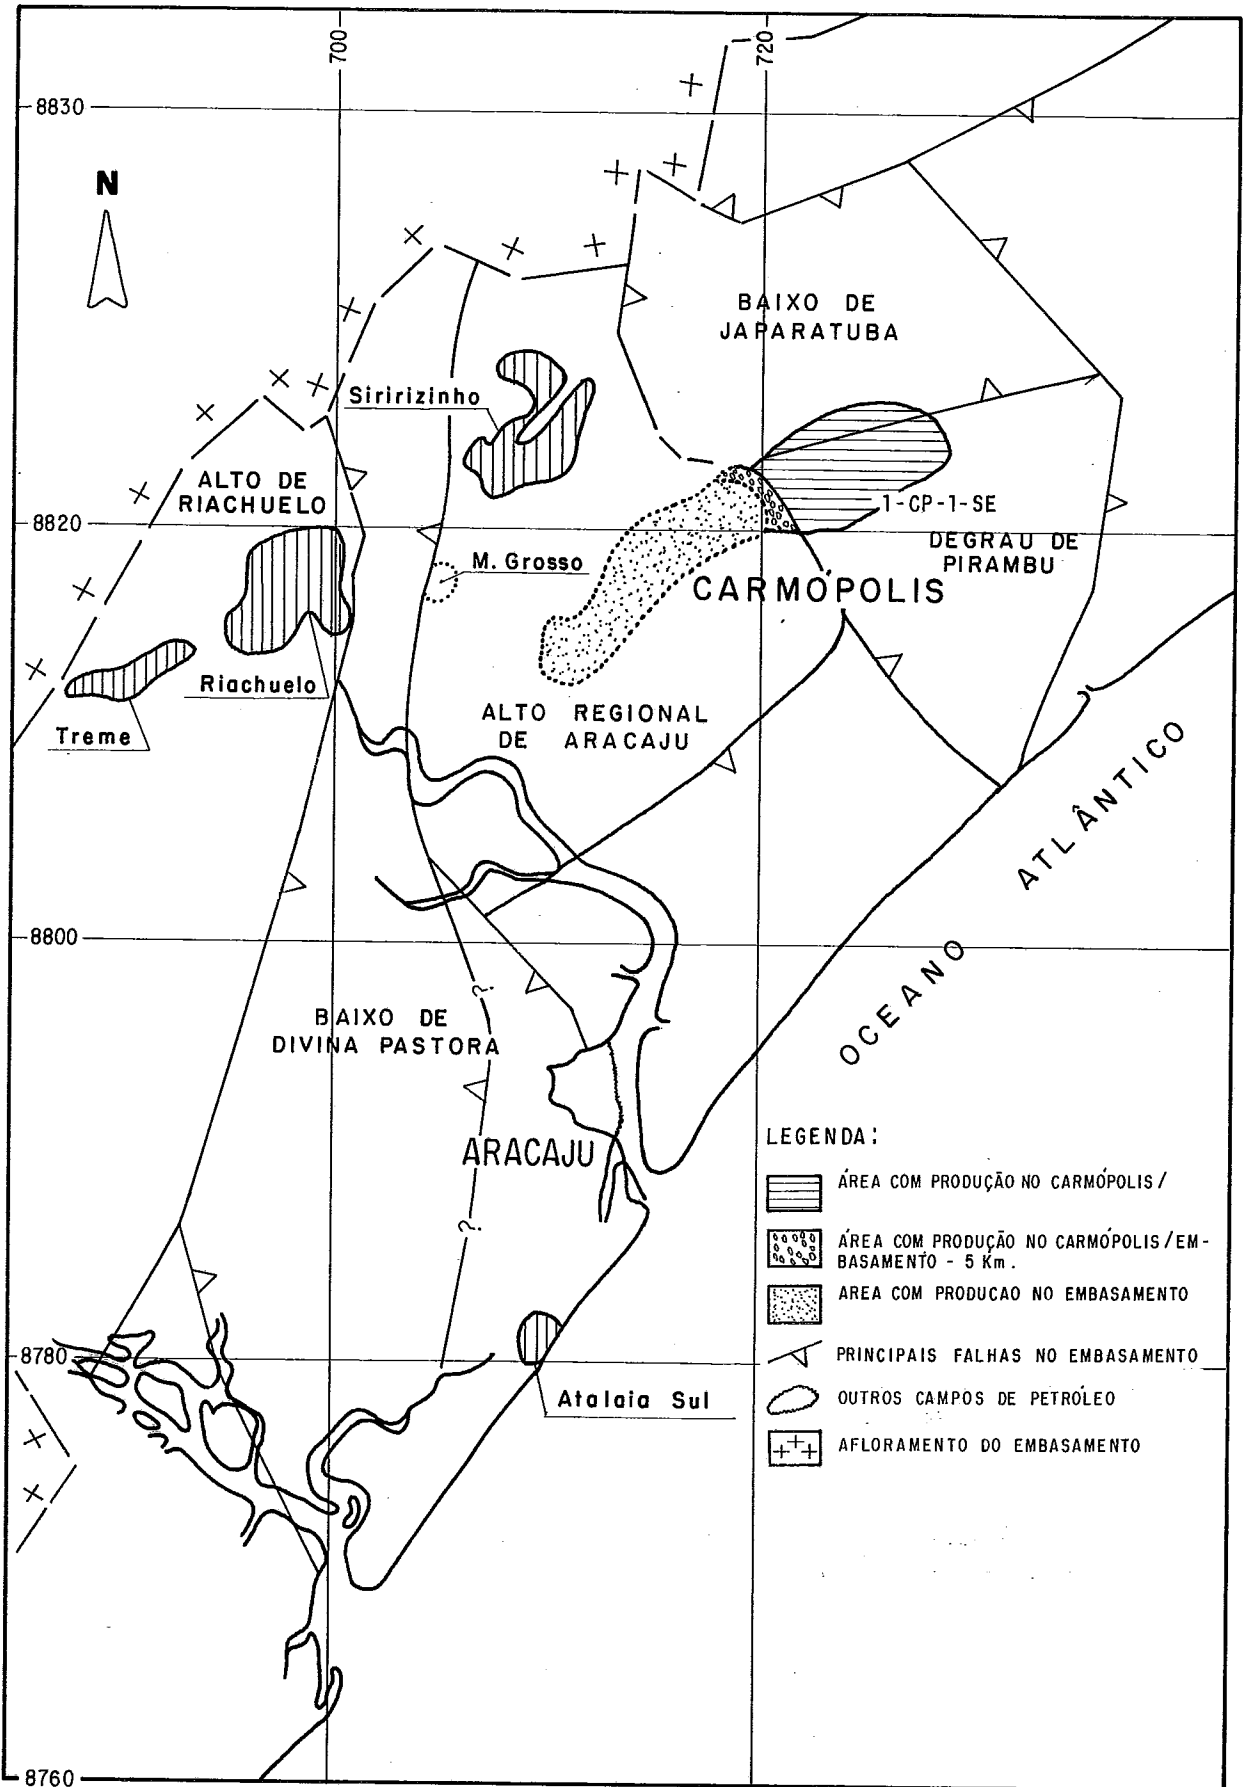 700
720
8830
N
BAIXO DE
JAPARATUBA
Siririzinho
ALTO DE
RIACHUELO
1-CP-1-SE
8820
DEGRAU DE
PIRAMBU
M. Grosso
CARMÓPOLIS
Riachuelo
Treme
ALTO REGIONAL
DE ARACAJU
OCEANO ATLÂNTICO
8800
?
BAIXO DE
DIVINA PASTORA
ARACAJU
?
LEGENDA:
ÁREA COM PRODUÇÃO NO CARMÓPOLIS/
ÁREA COM PRODUÇÃO NO CARMÓPOLIS/EM-
BASAMENTO - 5 Km.
AREA COM PRODUCAO NO EMBASAMENTO
8780
PRINCIPAIS FALHAS NO EMBASAMENTO
Atalaia Sul
OUTROS CAMPOS DE PETRÓLEO
AFLORAMENTO DO EMBASAMENTO
8760